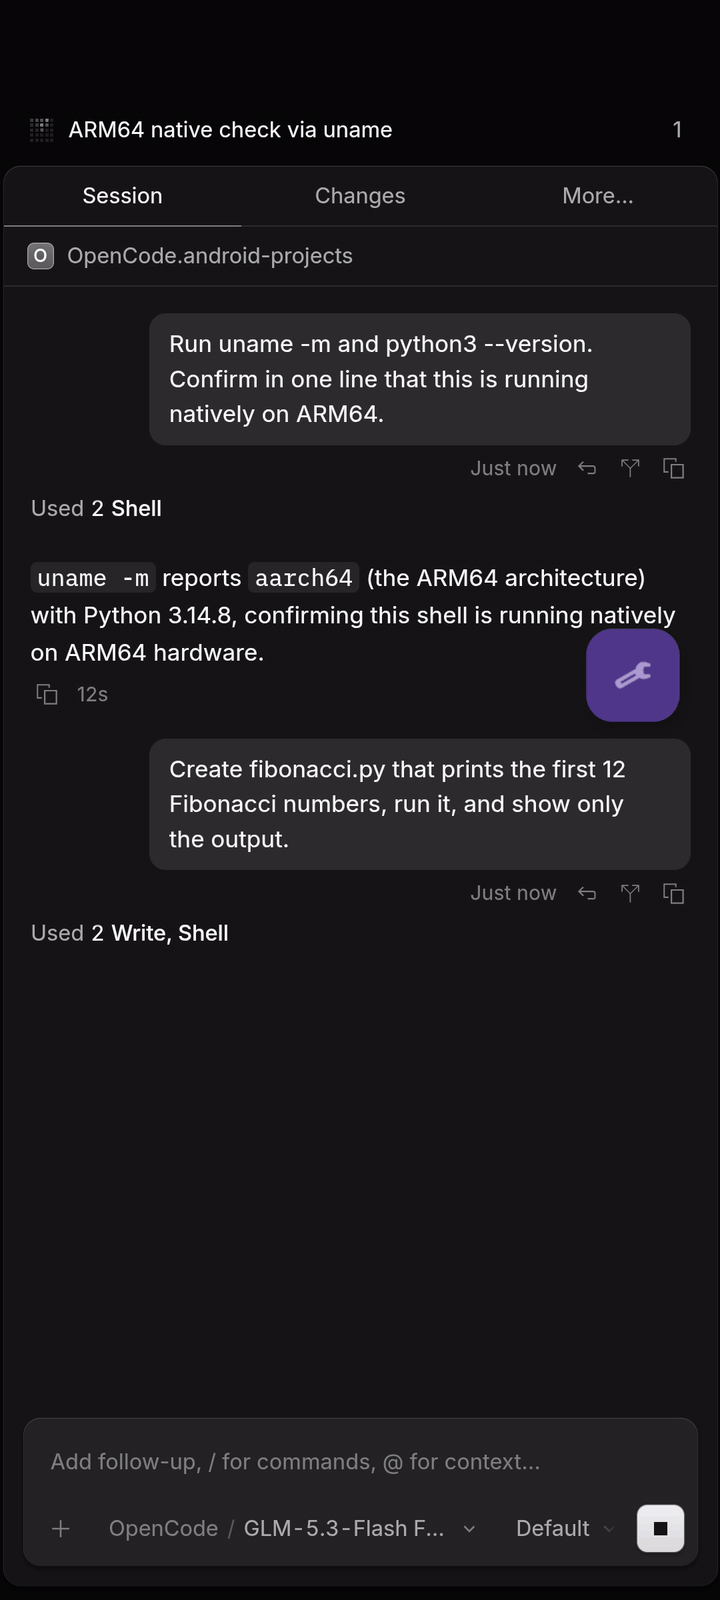 ARM64 native check via uname 1
Session Changes More...
O OpenCode.android-projects
Run uname -m and python3 --version.
Confirm in one line that this is running
natively on ARM64.
Just now
Used 2 Shell
uname -m reports aarch64 (the ARM64 architecture)
with Python 3.14.8, confirming this shell is running natively
on ARM64 hardware.
12s
Create fibonacci.py that prints the first 12
Fibonacci numbers, run it, and show only
the output.
Just now
Used 2 Write, Shell
Add follow-up, / for commands, @ for context...
OpenCode / GLM-5.3-Flash F... Default